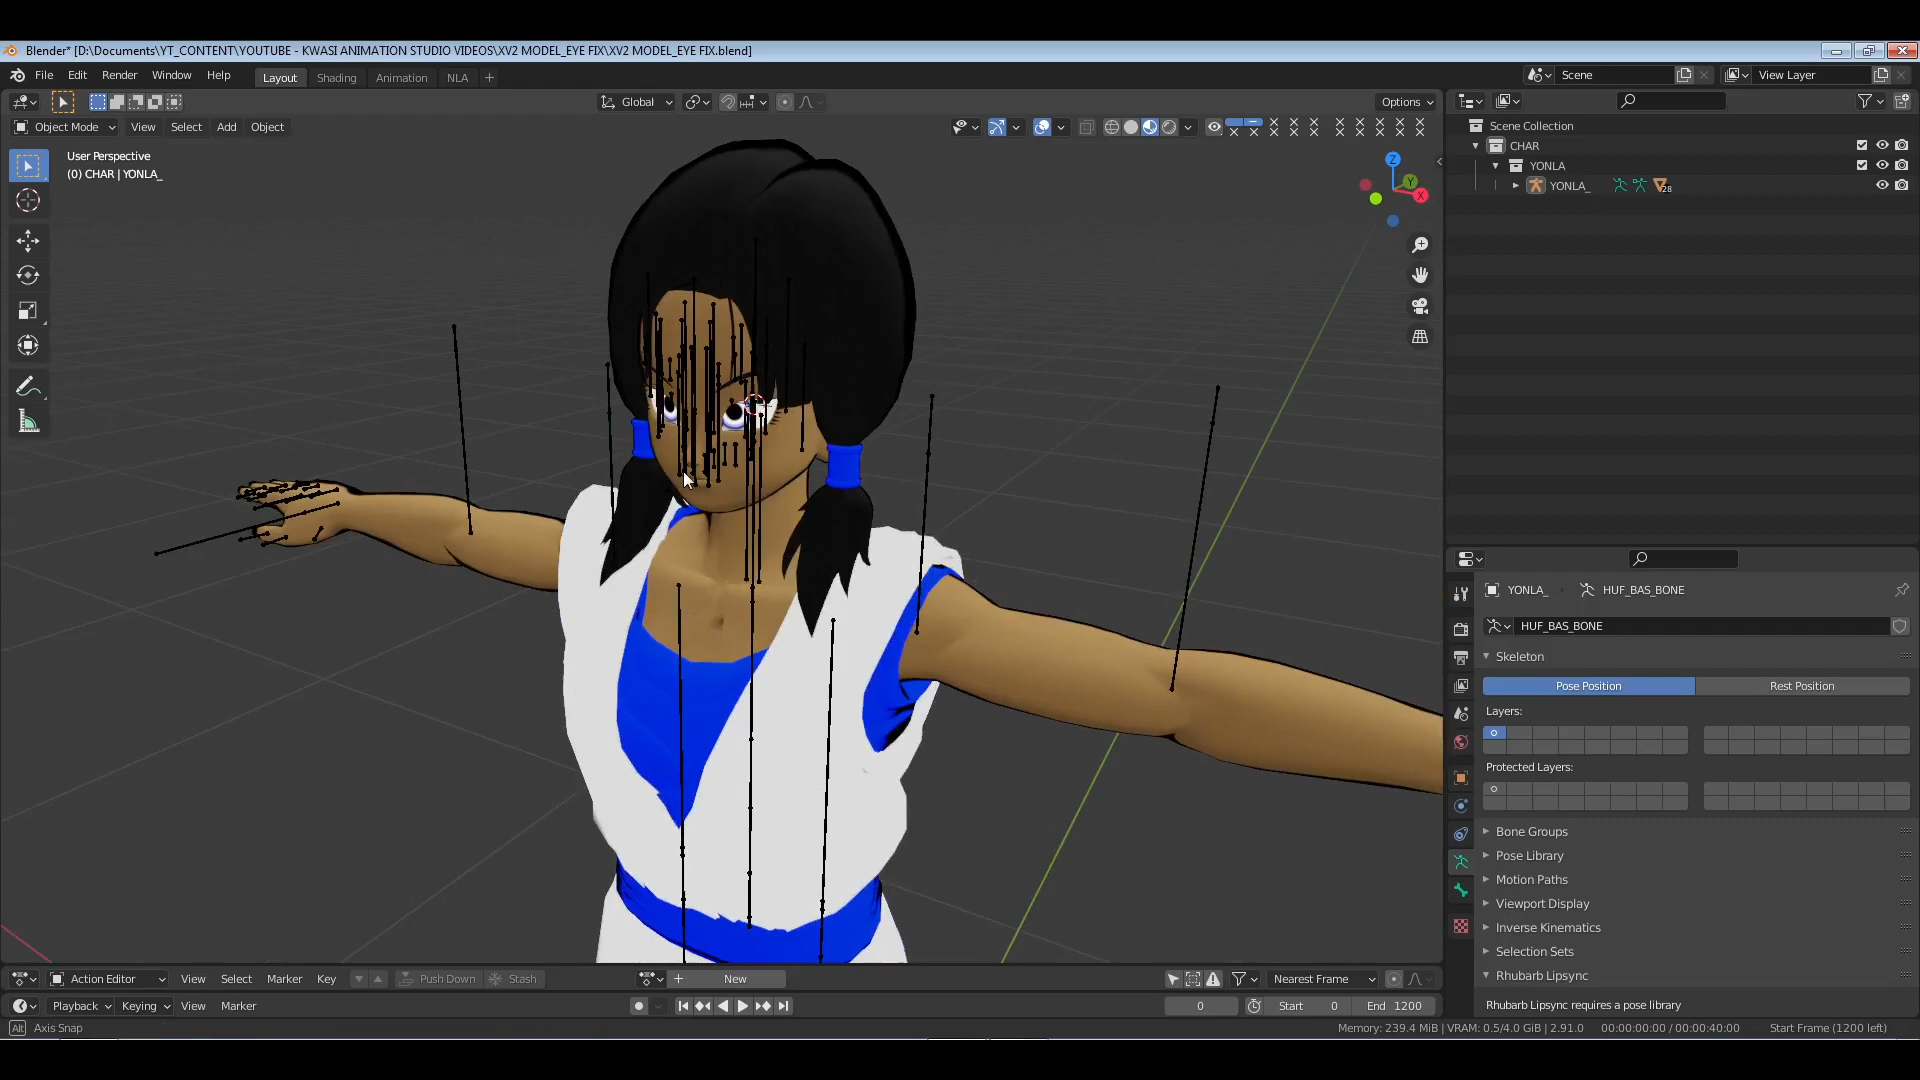 Blender* [D:\Documents\YT_CONTENT\YOUTUBE - KWASI ANIMATION STUDIO VIDEOS\XV2 MODEL_EYE FIX\XV2 MODEL_EYE FIX.blend]
File Edit Render Window Help Layout Shading Animation NLA + Scene View Layer
Global Options
Object Mode View Select Add Object
User Perspective
(0) CHAR | YONLA_
Z
Y
X
Scene Collection
CHAR
YONLA
YONLA_ 28
YONLA_ HUF_BAS_BONE
HUF_BAS_BONE
Skeleton
Pose Position Rest Position
Layers:
Protected Layers:
Bone Groups
Pose Library
Motion Paths
Viewport Display
Inverse Kinematics
Selection Sets
Rhubarb Lipsync
Rhubarb Lipsync requires a pose library
Action Editor View Select Marker Key Push Down Stash + New Nearest Frame
Playback Keying View Marker 0 Start 0 End 1200
Alt Axis Snap Memory: 239.4 MiB | VRAM: 0.5/4.0 GiB | 2.91.0 00:00:00:00 / 00:00:40:00 Start Frame (1200 left)